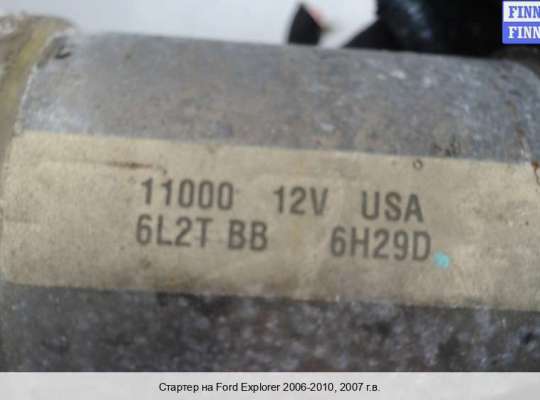 FINN
FINN
11000 12V USA
6L2T BB 6H29D
Стартер на Ford Explorer 2006-2010, 2007 г.в.